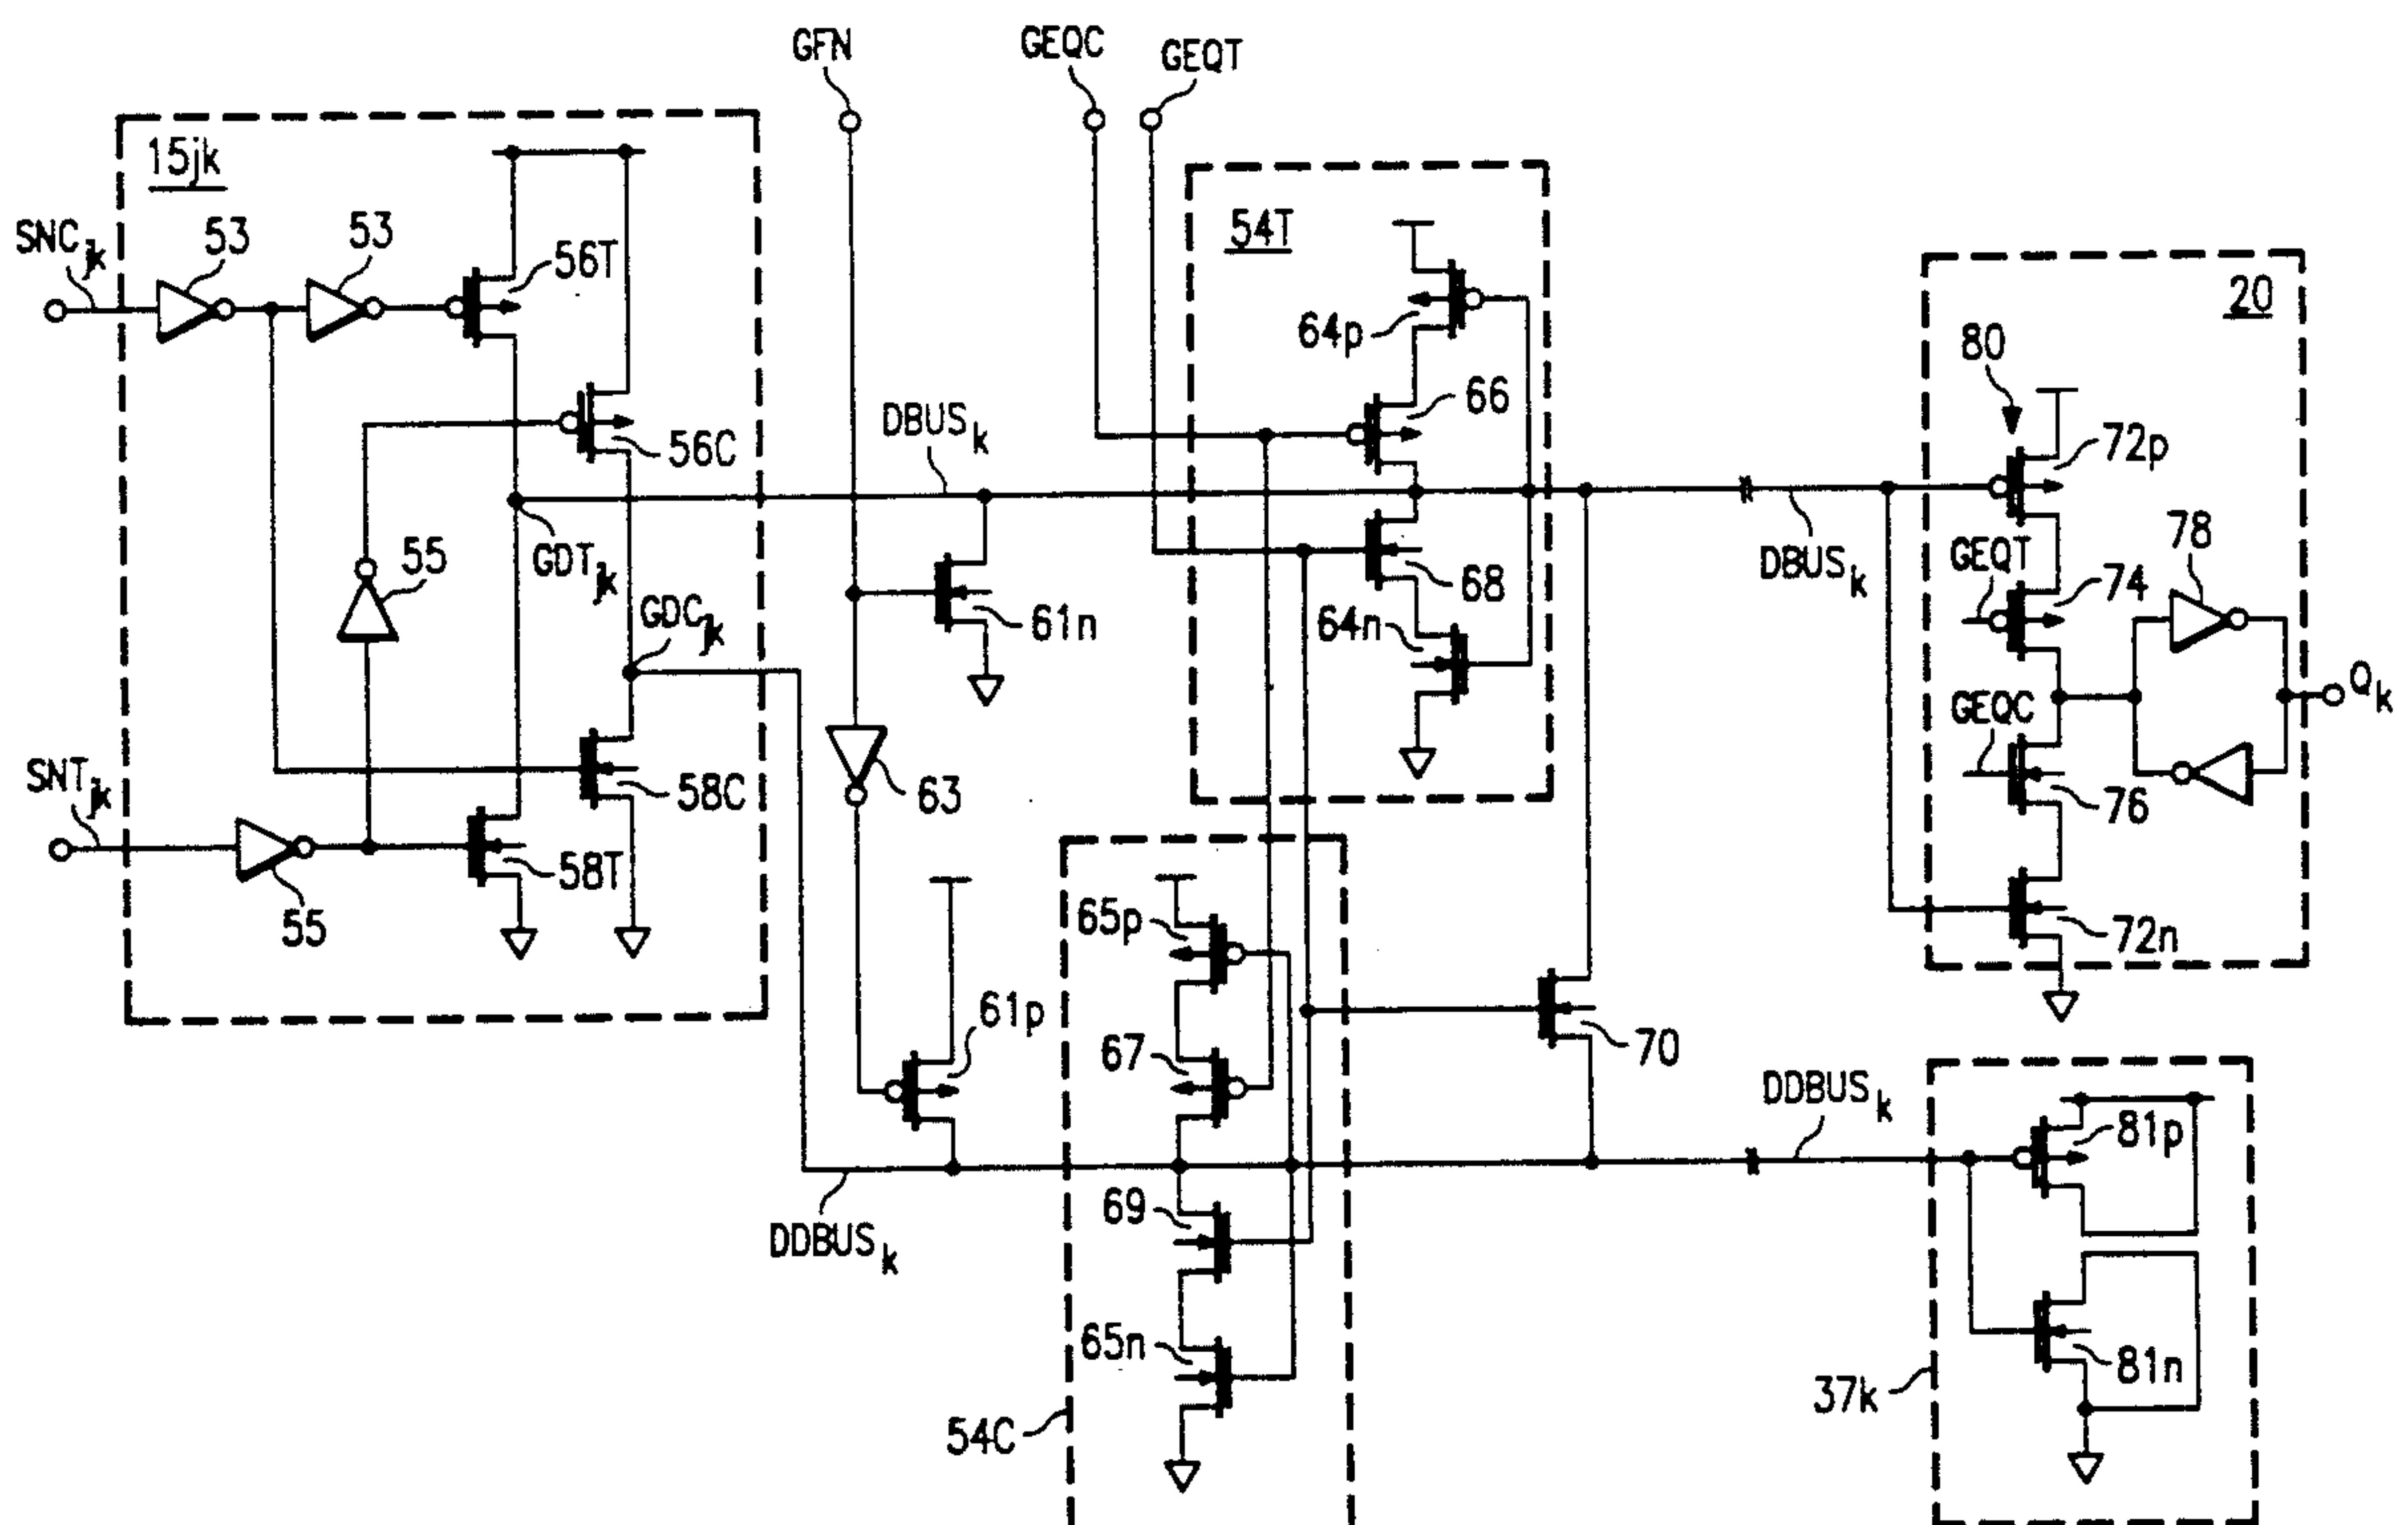 GFN
GEQC
GEQT
15jk
SNCjk
53
53
56T
54T
20
64p
80
66
56C
DBUSk
72p
55
GDTjk
DBUSk
GEQT
78
74
68
GDCjk
61n
64n
GEQC
Qk
SNTjk
63
58C
76
58T
55
65p
72n
61p
67
70
DDBUSk
81p
69
DDBUSk
65n
81n
37k
54C